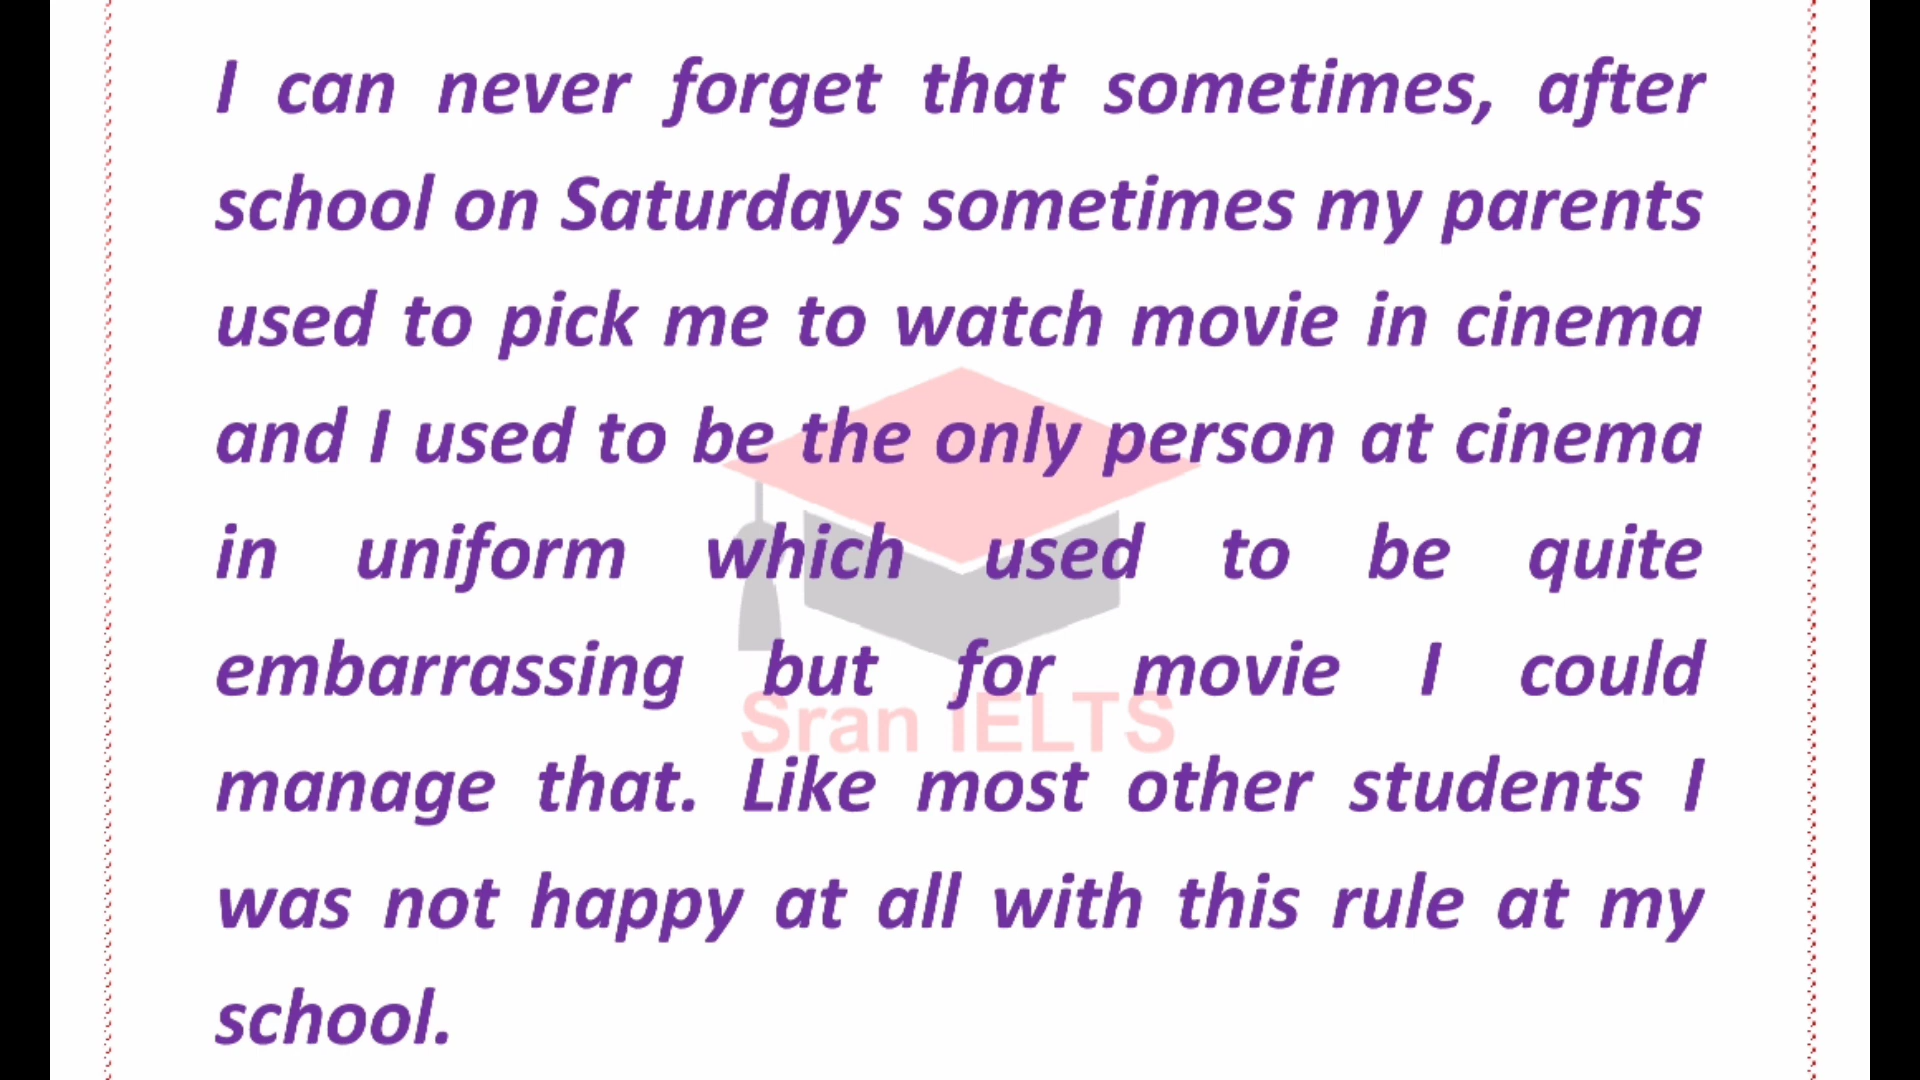 I can never forget that sometimes, after
school on Saturdays sometimes my parents
used to pick me to watch movie in cinema
and I used to be the only person at cinema
in uniform which used to be quite
embarrassing but for movie I could
Sran IELTS
manage that. Like most other students I
was not happy at all with this rule at my
school.